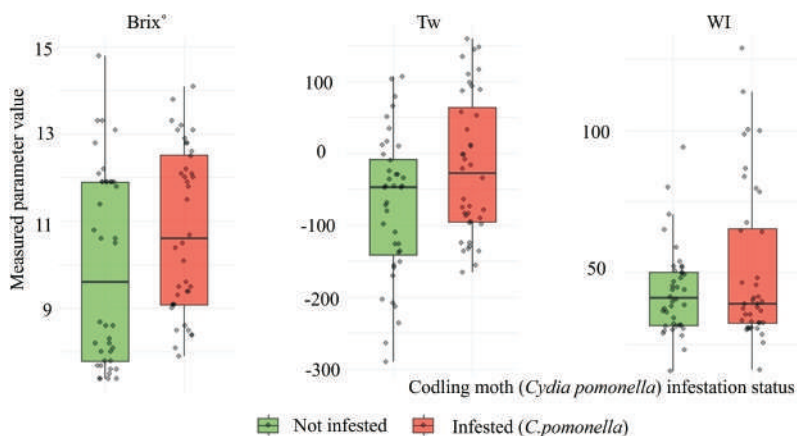 Brix° Tw WI
Measured parameter value
15
13
11
9
100
0
-100
-200
-300
100
50
Codling moth (Cydia pomonella) infestation status
Not infested Infested (C.pomonella)